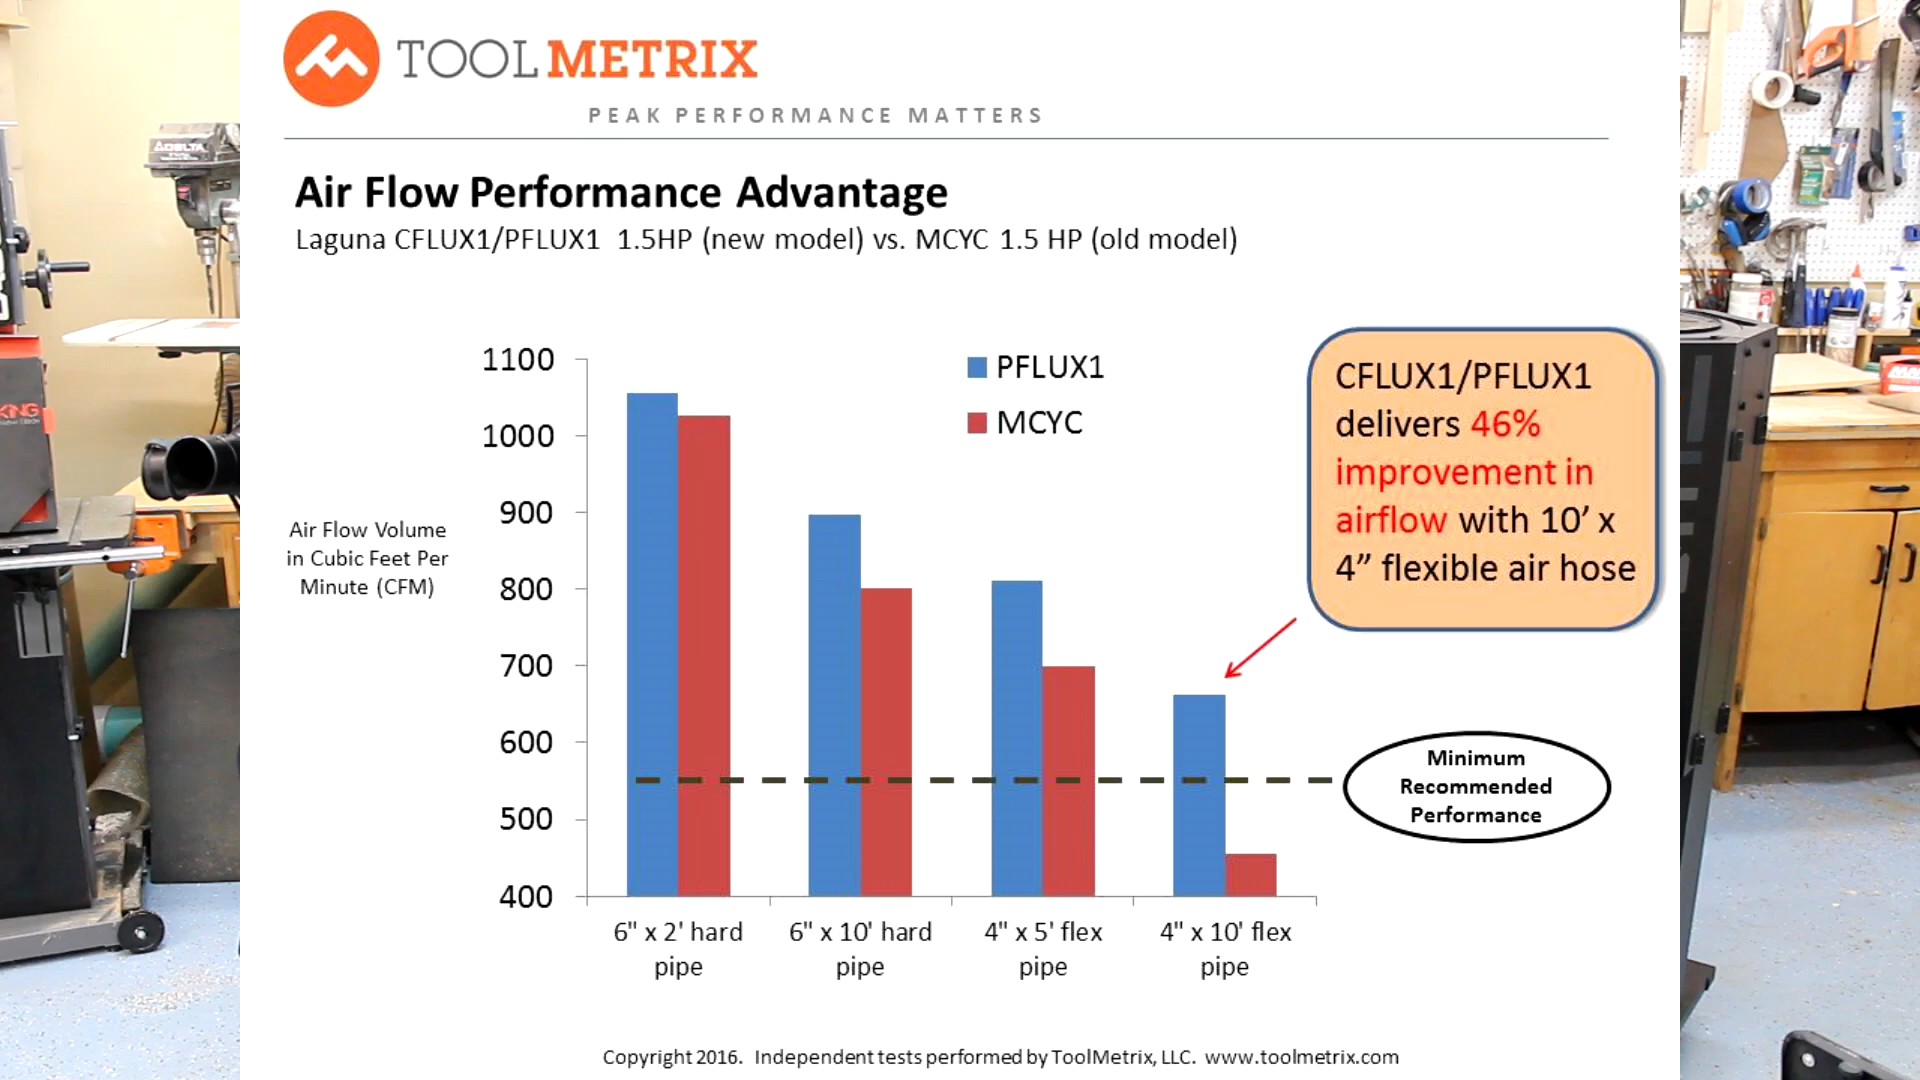 TOOLMETRIX
PEAK PERFORMANCE MATTERS
Air Flow Performance Advantage
Laguna CFLUX1/PFLUX1 1.5HP (new model) vs. MCYC 1.5 HP (old model)
Air Flow Volume
in Cubic Feet Per
Minute (CFM)
1100
1000
900
800
700
600
500
400
PFLUX1
MCYC
CFLUX1/PFLUX1
delivers 46%
improvement in
airflow with 10’ x
4” flexible air hose
Minimum
Recommended
Performance
6" x 2' hard
pipe
6" x 10' hard
pipe
4" x 5' flex
pipe
4" x 10' flex
pipe
Copyright 2016. Independent tests performed by ToolMetrix, LLC. www.toolmetrix.com
DELTA
KING